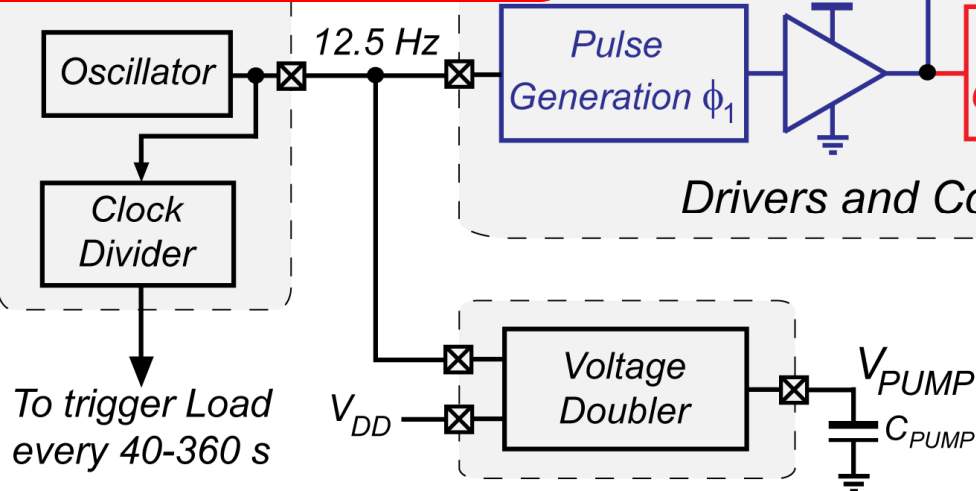 Oscillator
12.5 Hz
Pulse
Generation ϕ1
Clock
Divider
Drivers and Co
To trigger Load
every 40-360 s
VDD
Voltage
Doubler
VPUMP
CPUMP